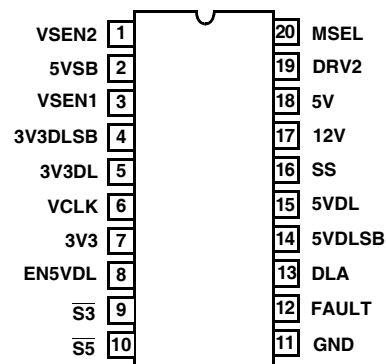 VSEN2 1 20 MSEL
5VSB 2 19 DRV2
VSEN1 3 18 5V
3V3DLSB 4 17 12V
3V3DL 5 16 SS
VCLK 6 15 5VDL
3V3 7 14 5VDLSB
EN5VDL 8 13 DLA
S̅3̅ 9 12 FAULT
S̅5̅ 10 11 GND